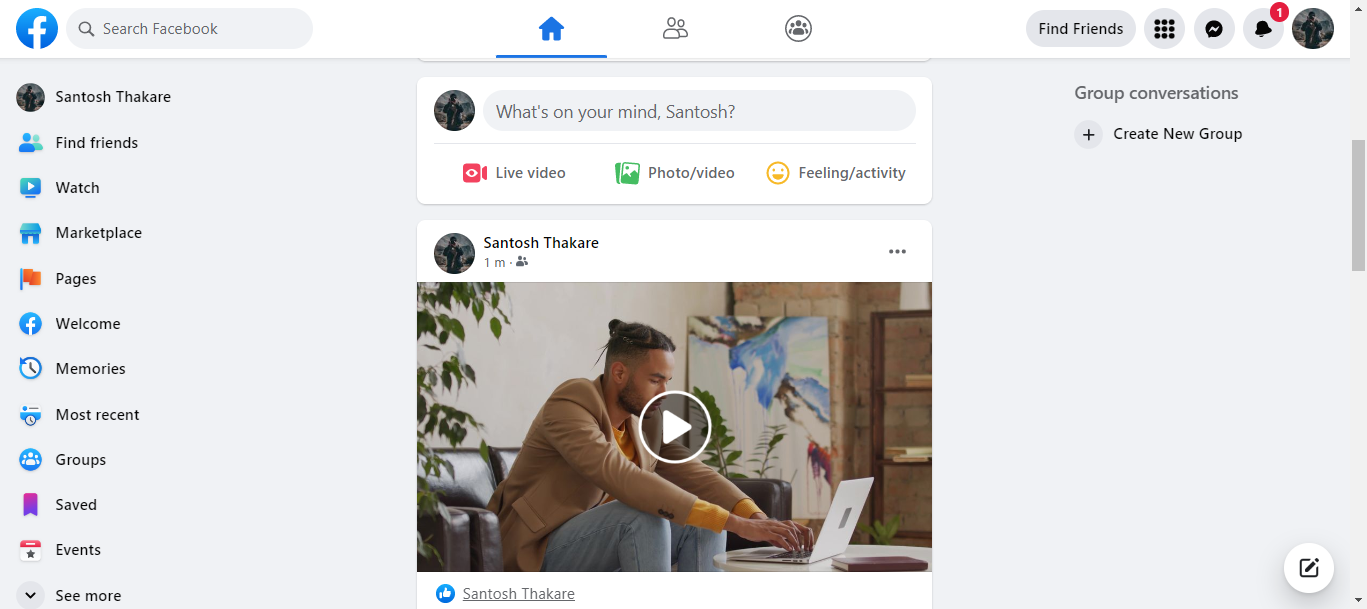 Search Facebook
Find Friends
1
Santosh Thakare
Find friends
Watch
Marketplace
Pages
Welcome
Memories
Most recent
Groups
Saved
Events
See more
What's on your mind, Santosh?
Live video
Photo/video
Feeling/activity
Santosh Thakare
1 m ·
Santosh Thakare
Group conversations
Create New Group